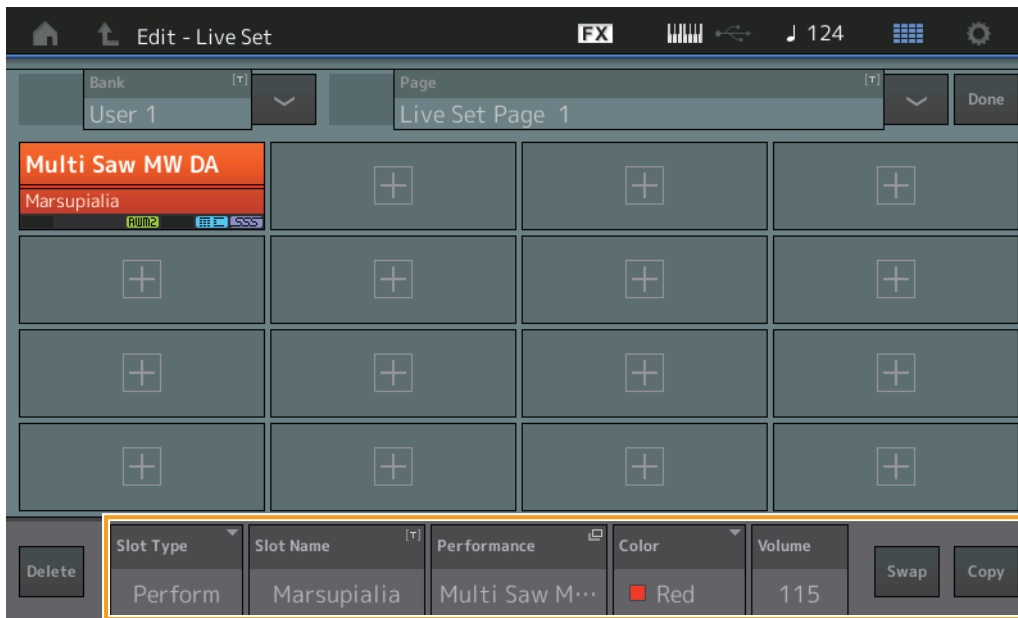 Edit - Live Set FX 124
Bank [T] Page [T]
User 1 Live Set Page 1 Done
Multi Saw MW DA
Marsupialia
AWM2 SSS
Slot Type Slot Name [T] Performance Color Volume
Delete Swap Copy
Perform Marsupialia Multi Saw M··· Red 115